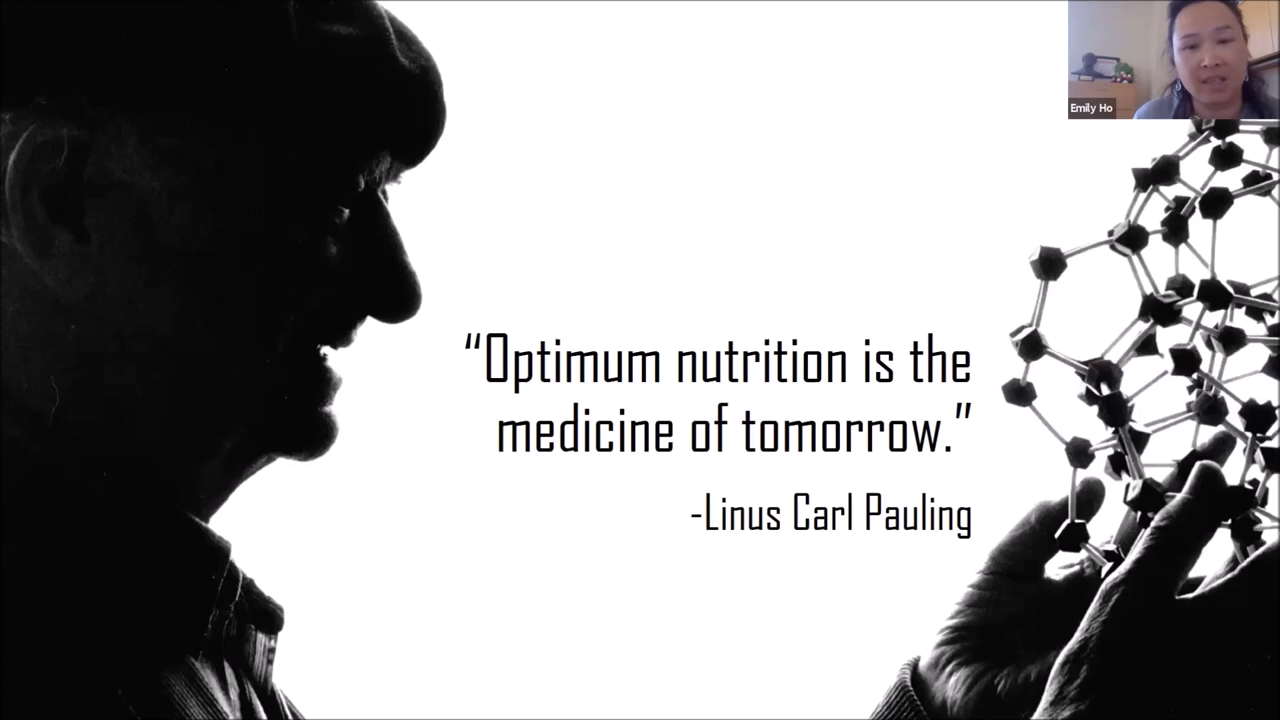 Emily Ho
“Optimum nutrition is the
medicine of tomorrow.”
-Linus Carl Pauling